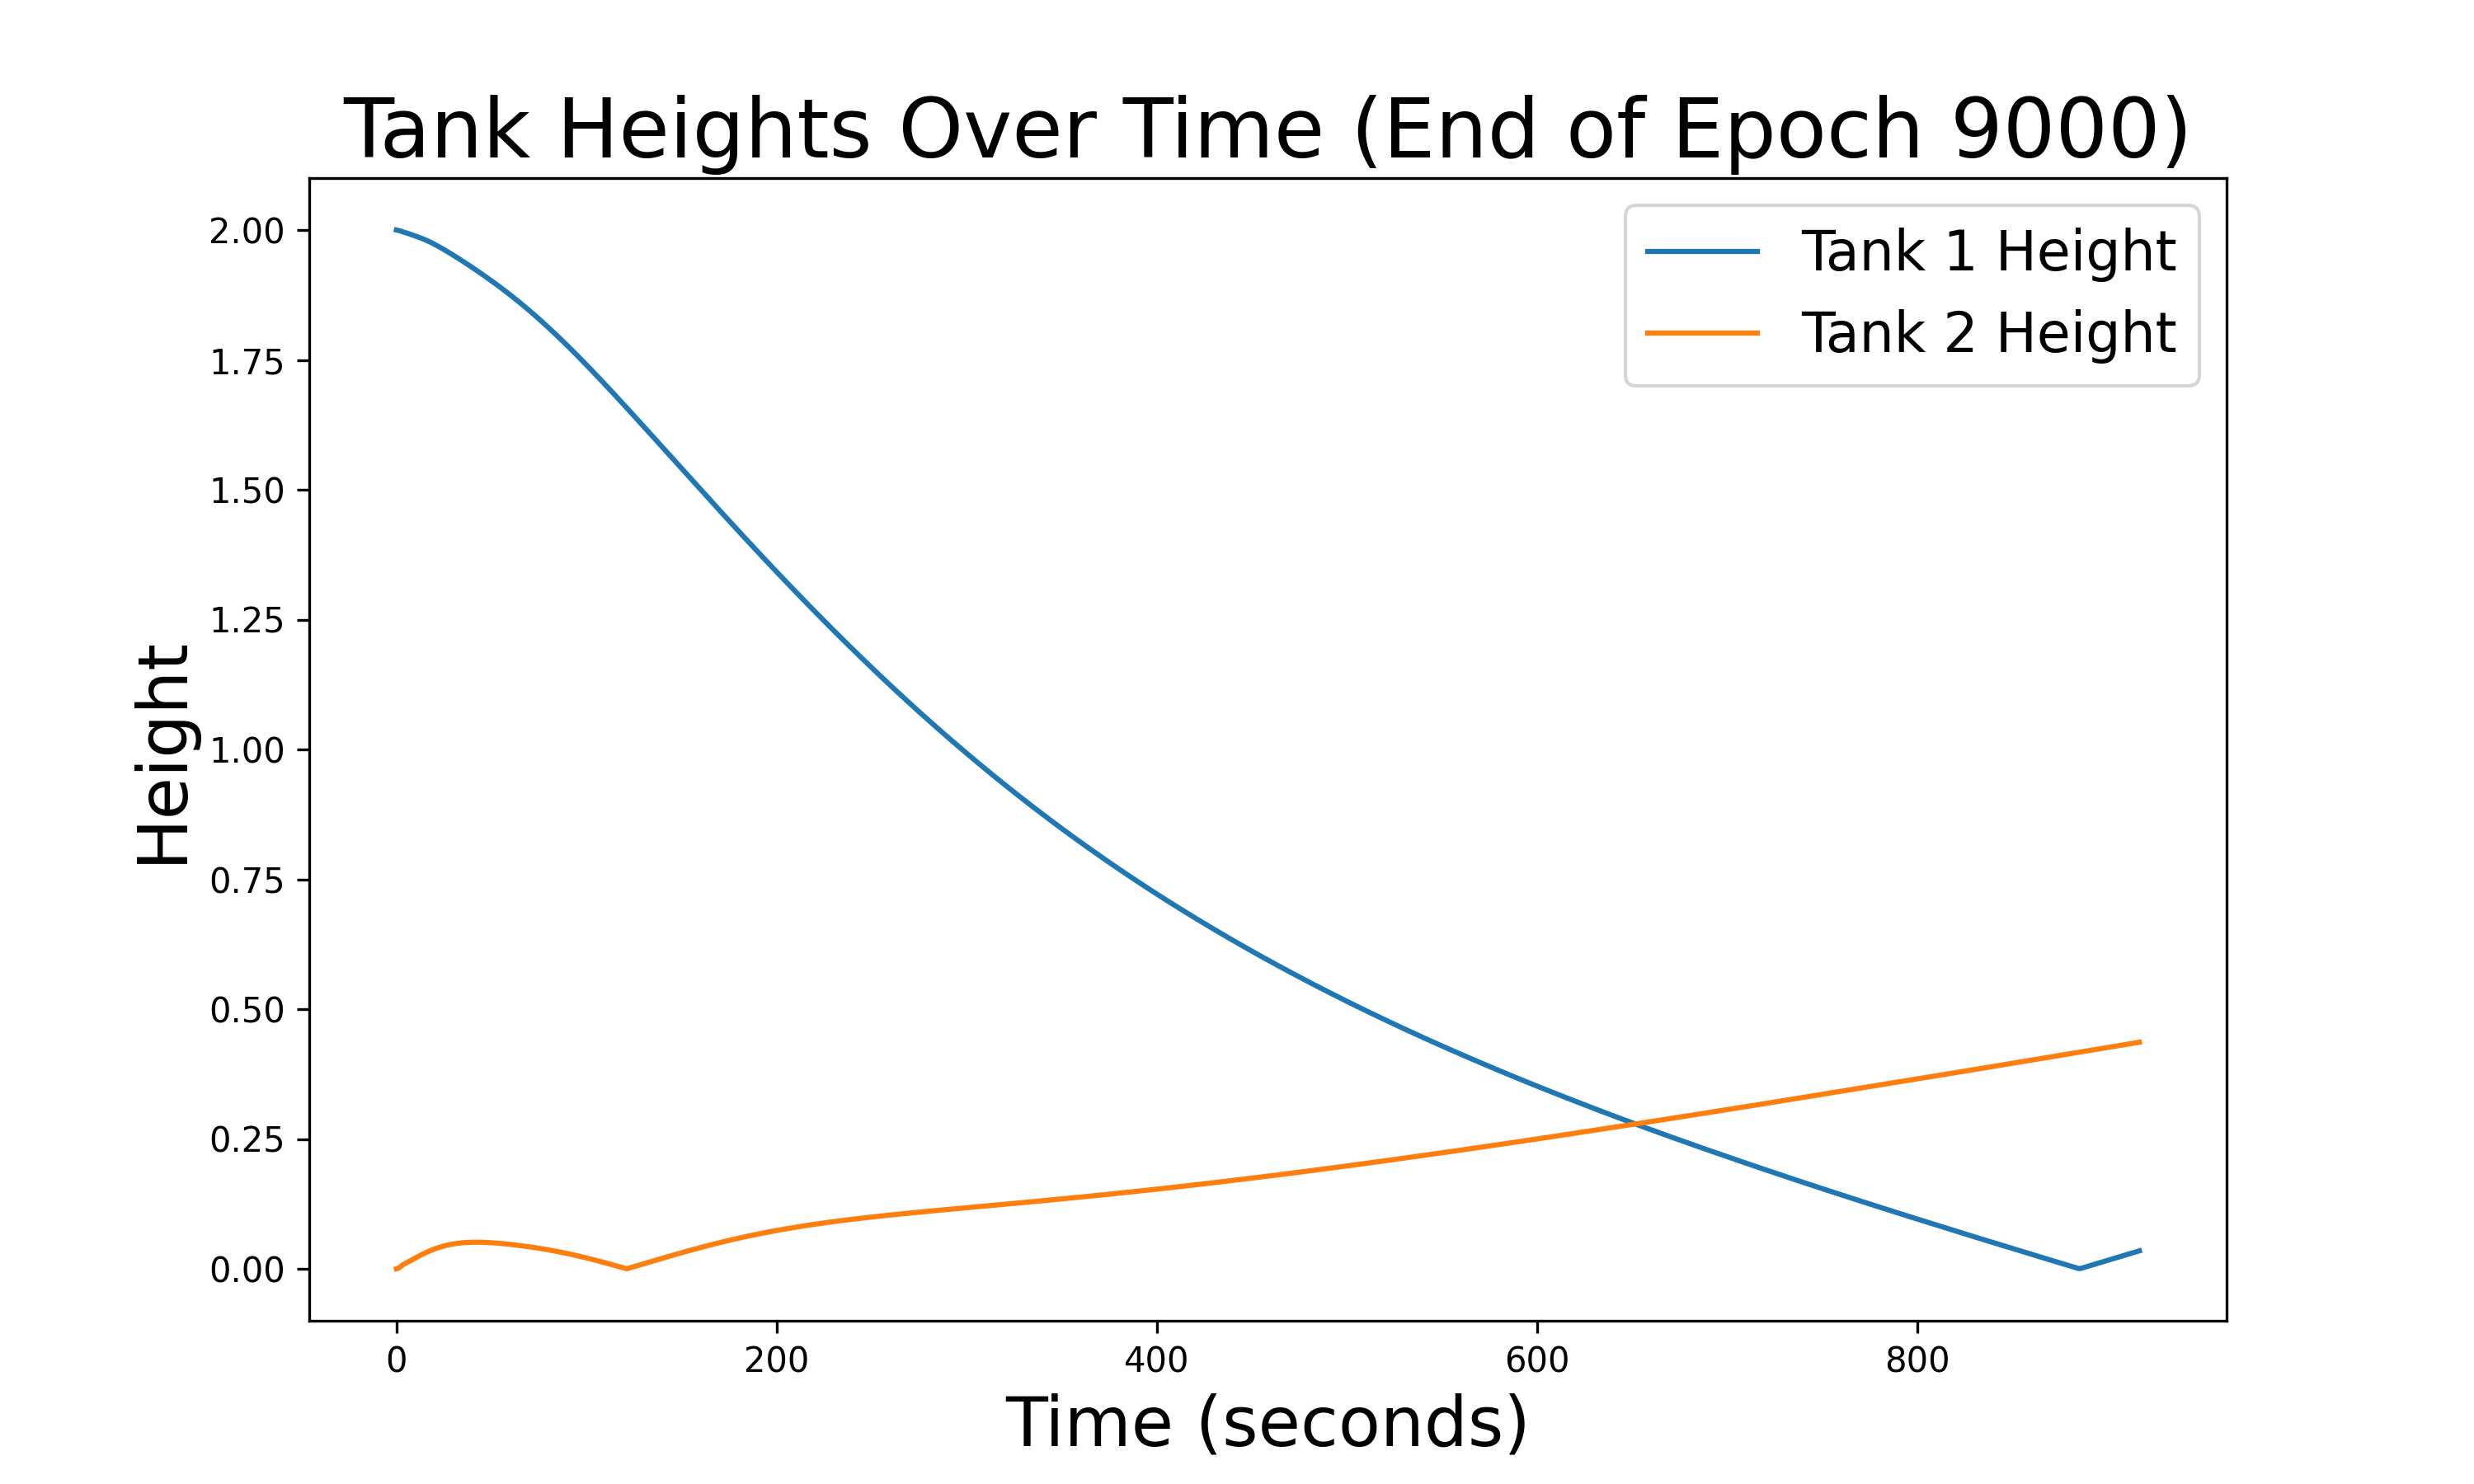 Tank Heights Over Time (End of Epoch 9000)
Tank 1 Height
Tank 2 Height
Height
2.00
1.75
1.50
1.25
1.00
0.75
0.50
0.25
0.00
0 200 400 600 800
Time (seconds)